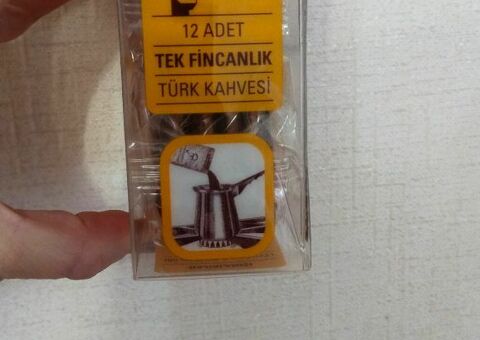 12 ADET
TEK FİNCANLIK
TÜRK KAHVESİ